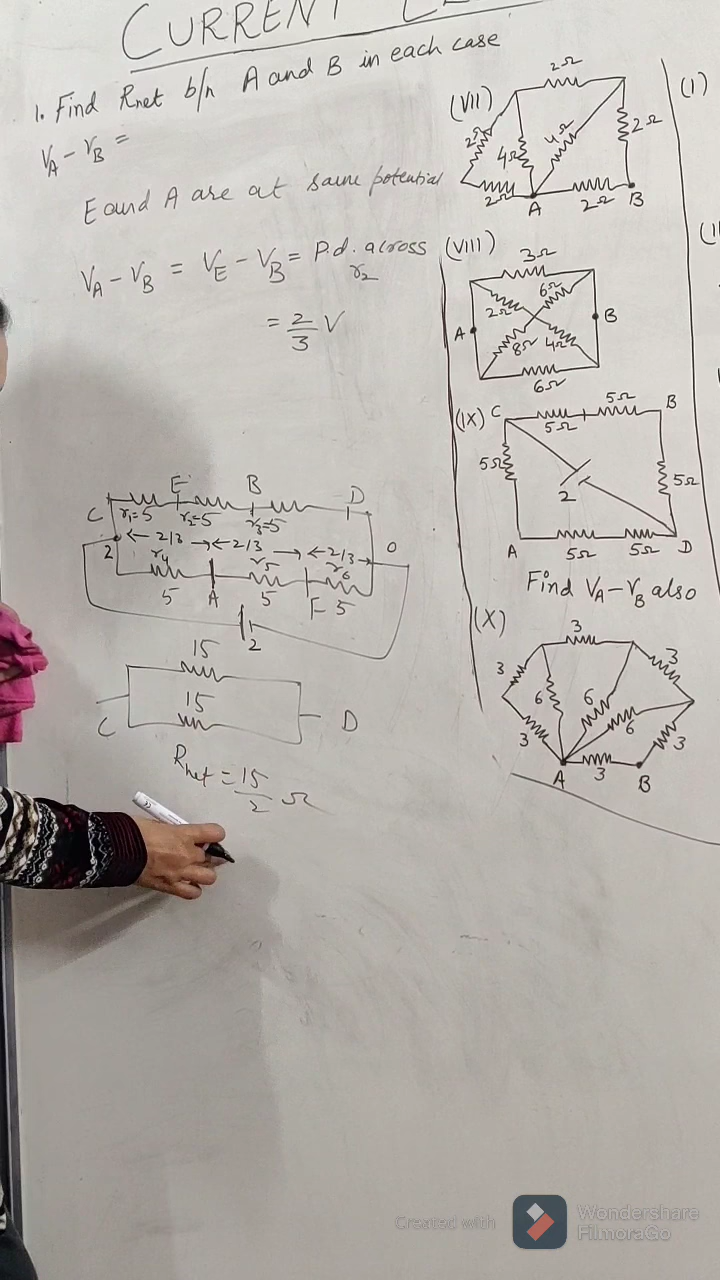 CURRENT
1. Find Rnet b/n A and B in each case
VA - VB =
E and A are at same potential
VA - VB = VE - VB = P.d. across r2
= 2/3 V
C E B D
r1=5 r2=5 r3=5
2 ←2/3→ ←2/3→ ←2/3→ 0
r4 r5 r6
5 A 5 F 5
2
15
15
C D
Rnet = 15/2 Ω
(VII)
2Ω
2Ω 4Ω 4Ω 2Ω
2Ω A 2Ω B
(VIII)
3Ω
2Ω 6Ω
A B
8Ω 4Ω
6Ω
(IX) C 5Ω 5Ω B
5Ω 2 5Ω
A 5Ω 5Ω D
Find VA - VB also
(X)
3
3 6 6 3
3 6 3
A 3 B
(I)
Created with
Wondershare
FilmoraGo